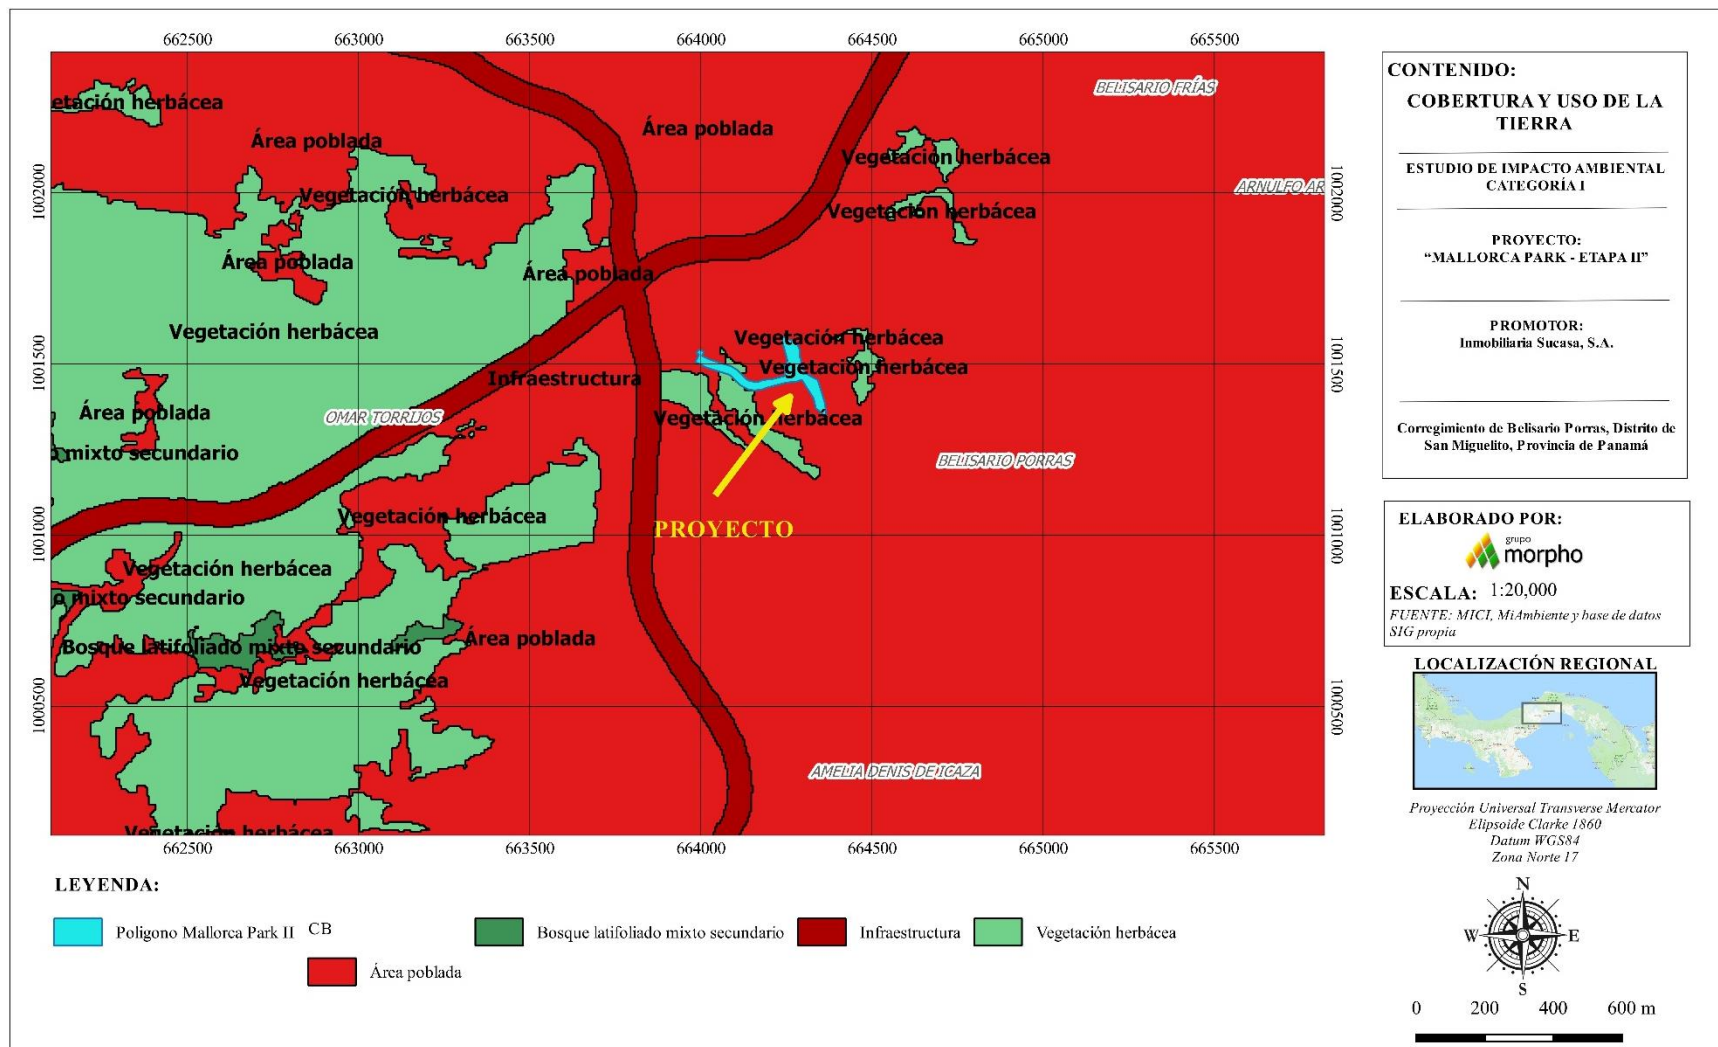 662500 663000 663500 664000 664500 665000 665500
BELISARIO FRÍAS
etación herbácea
Área poblada
Área poblada
Vegetación herbácea
1002000
Vegetación herbácea
1002000
ARNULFO AR
Vegetación herbácea
Área poblada
Área poblada
Vegetación herbácea
Vegetación herbácea
1001500
Vegetación herbácea
1001500
Infraestructura
Área poblada
OMAR TORRIJOS
Vegetación herbácea
o mixto secundario
BELISARIO PORRAS
Vegetación herbácea
PROYECTO
1001000
1001000
Vegetación herbácea
o mixto secundario
Bosque latifoliado mixto secundario
Área poblada
Vegetación herbácea
1000500
1000500
AMELIA DENIS DE ICAZA
Vegetación herbácea
662500 663000 663500 664000 664500 665000 665500
LEYENDA:
Poligono Mallorca Park II
CB
Área poblada
Bosque latifoliado mixto secundario
Infraestructura
Vegetación herbácea
CONTENIDO:
COBERTURA Y USO DE LA
TIERRA
ESTUDIO DE IMPACTO AMBIENTAL
CATEGORÍA I
PROYECTO:
“MALLORCA PARK - ETAPA II”
PROMOTOR:
Inmobiliaria Sucasa, S.A.
Corregimiento de Belisario Porras, Distrito de
San Miguelito, Provincia de Panamá
ELABORADO POR:
grupo
morpho
ESCALA: 1:20,000
FUENTE: MICI, MiAmbiente y base de datos
SIG propia
LOCALIZACIÓN REGIONAL
Proyección Universal Transverse Mercator
Elipsoide Clarke 1860
Datum WGS84
Zona Norte 17
N
W E
S
0 200 400 600 m